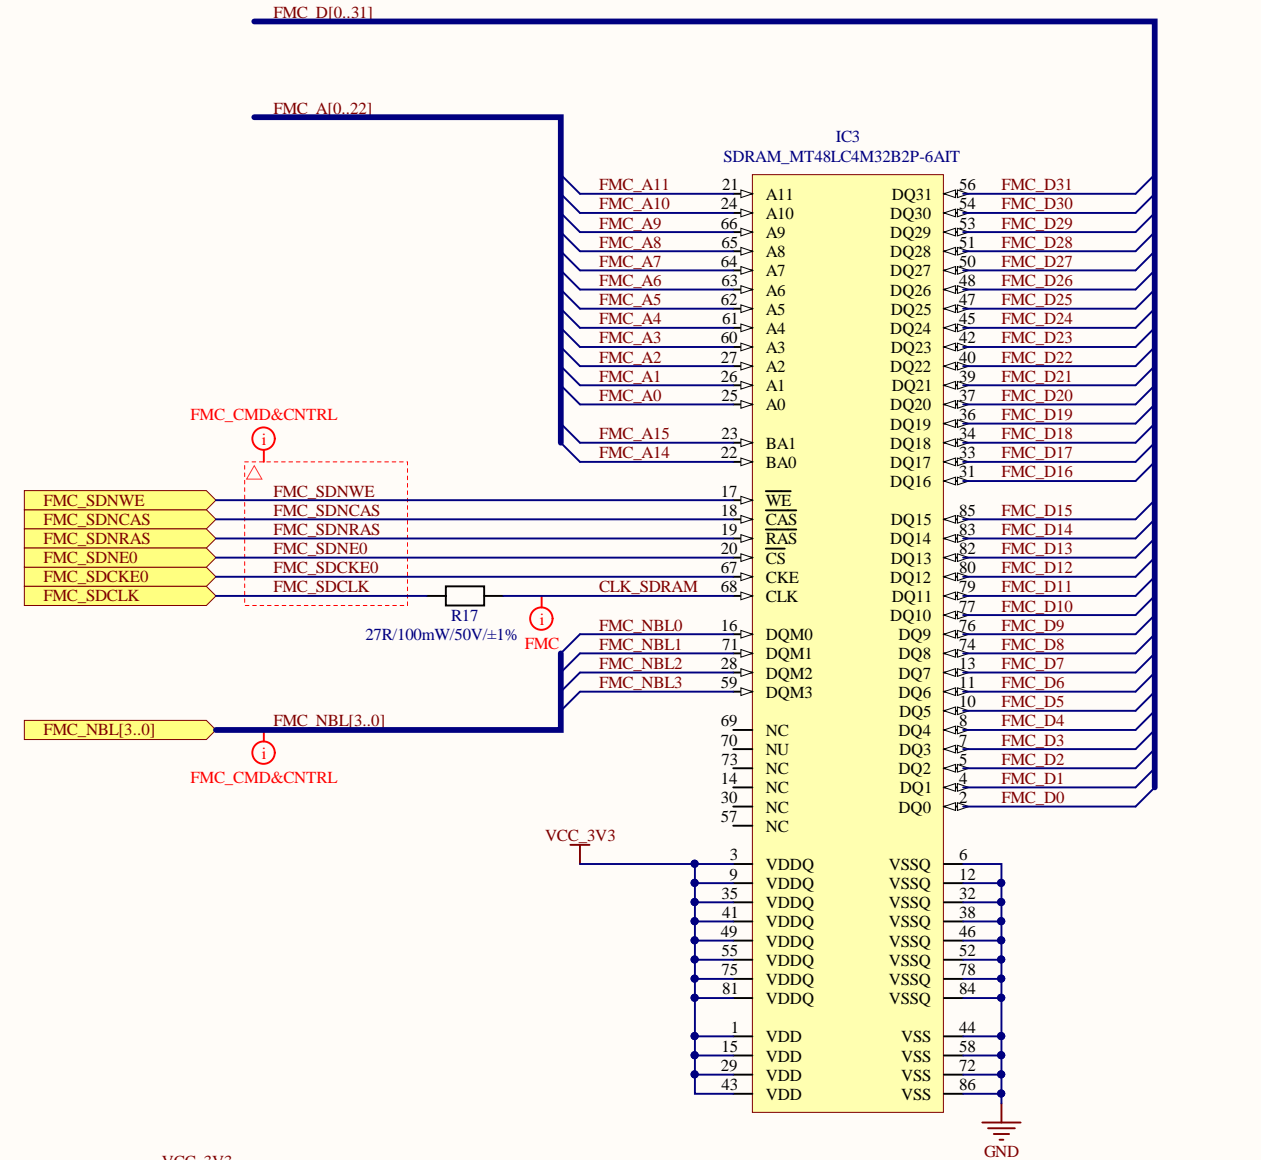 FMC_D[0..31]
FMC_A[0..22]
IC3
SDRAM_MT48LC4M32B2P-6AIT
FMC_A11 21 A11 DQ31 56 FMC_D31
FMC_A10 24 A10 DQ30 54 FMC_D30
FMC_A9 66 A9 DQ29 53 FMC_D29
FMC_A8 65 A8 DQ28 51 FMC_D28
FMC_A7 64 A7 DQ27 50 FMC_D27
FMC_A6 63 A6 DQ26 48 FMC_D26
FMC_A5 62 A5 DQ25 47 FMC_D25
FMC_A4 61 A4 DQ24 45 FMC_D24
FMC_A3 60 A3 DQ23 42 FMC_D23
FMC_A2 27 A2 DQ22 40 FMC_D22
FMC_A1 26 A1 DQ21 39 FMC_D21
FMC_A0 25 A0 DQ20 37 FMC_D20
FMC_CMD&CNTRL
i
DQ19 36 FMC_D19
FMC_A15 23 BA1 DQ18 34 FMC_D18
FMC_A14 22 BA0 DQ17 33 FMC_D17
DQ16 31 FMC_D16
FMC_SDNWE FMC_SDNWE 17 WE
FMC_SDNCAS FMC_SDNCAS 18 CAS DQ15 85 FMC_D15
FMC_SDNRAS FMC_SDNRAS 19 RAS DQ14 83 FMC_D14
FMC_SDNE0 FMC_SDNE0 20 CS DQ13 82 FMC_D13
FMC_SDCKE0 FMC_SDCKE0 67 CKE DQ12 80 FMC_D12
FMC_SDCLK FMC_SDCLK CLK_SDRAM 68 CLK DQ11 79 FMC_D11
R17
27R/100mW/50V/±1%
i
FMC
DQ10 77 FMC_D10
FMC_NBL0 16 DQM0 DQ9 76 FMC_D9
FMC_NBL1 71 DQM1 DQ8 74 FMC_D8
FMC_NBL2 28 DQM2 DQ7 13 FMC_D7
FMC_NBL3 59 DQM3 DQ6 11 FMC_D6
DQ5 10 FMC_D5
FMC_NBL[3..0] FMC_NBL[3..0] 69 NC DQ4 8 FMC_D4
i
FMC_CMD&CNTRL
70 NU DQ3 7 FMC_D3
73 NC DQ2 5 FMC_D2
14 NC DQ1 4 FMC_D1
30 NC DQ0 2 FMC_D0
57 NC
VCC_3V3
3 VDDQ VSSQ 6
9 VDDQ VSSQ 12
35 VDDQ VSSQ 32
41 VDDQ VSSQ 38
49 VDDQ VSSQ 46
55 VDDQ VSSQ 52
75 VDDQ VSSQ 78
81 VDDQ VSSQ 84
1 VDD VSS 44
15 VDD VSS 58
29 VDD VSS 72
43 VDD VSS 86
GND
VCC_3V3